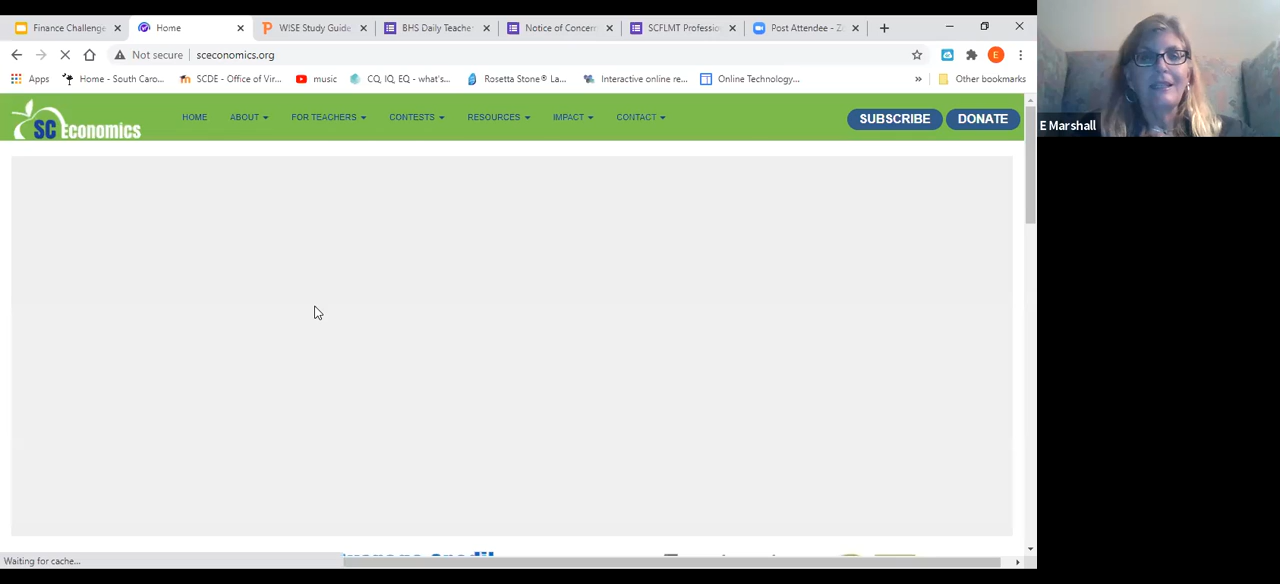 Finance Challenge
Home
WISE Study Guide
BHS Daily Teache
Notice of Concern
SCFLMT Professio
Post Attendee - Z
Not secure
sceconomics.org
E
Apps
Home - South Caro...
SCDE - Office of Vir...
music
CQ, IQ, EQ - what's...
Rosetta Stone® La...
Interactive online re...
Online Technology...
»
Other bookmarks
SC Economics
HOME
ABOUT
FOR TEACHERS
CONTESTS
RESOURCES
IMPACT
CONTACT
SUBSCRIBE
DONATE
E Marshall
Waiting for cache...